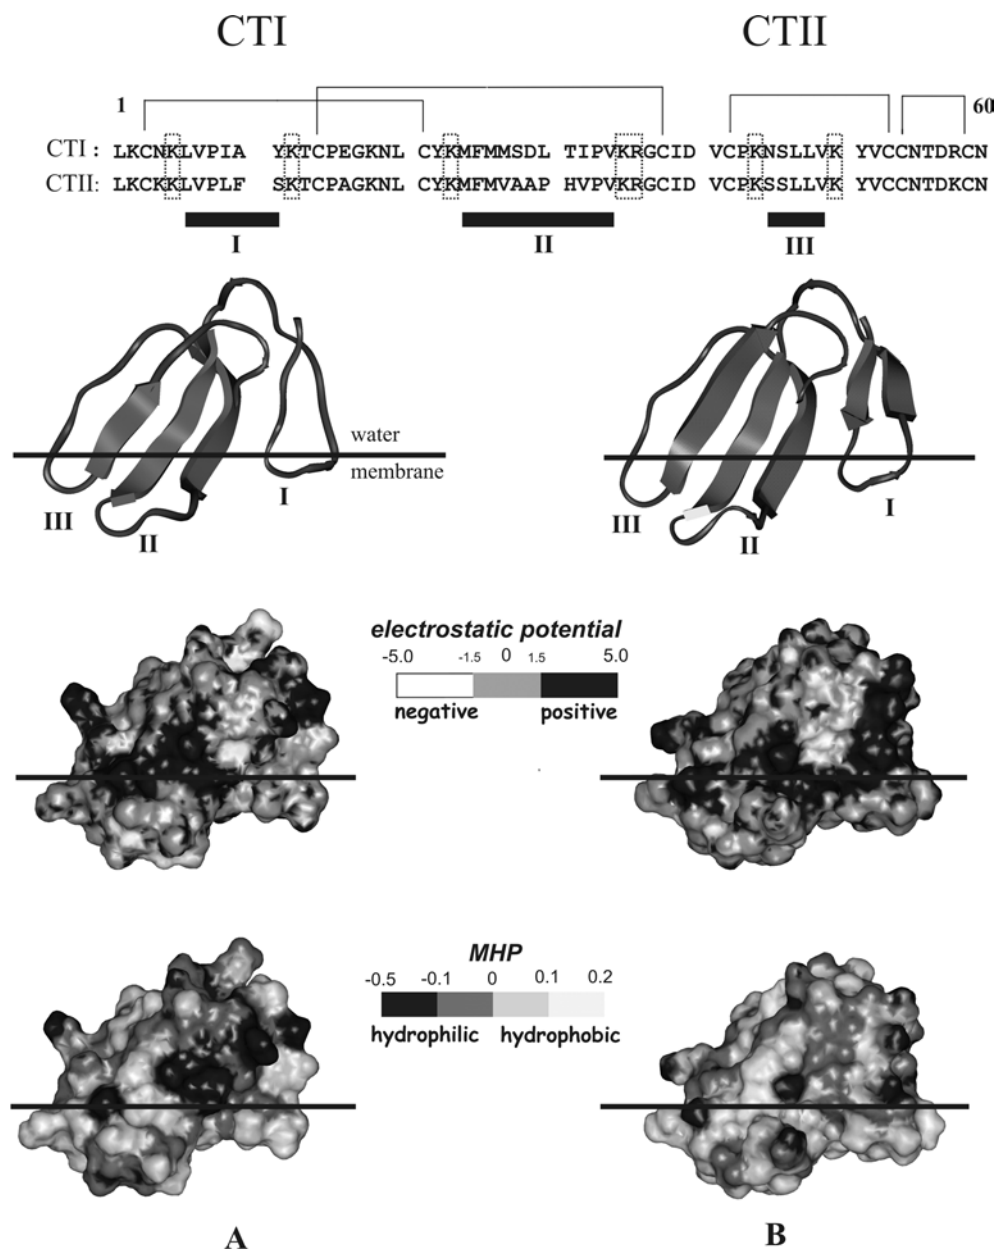 CTI CTII
1 60
CTI : LKCNKLVPIA YKTCPEGKNL CYKMFMMSDL TIPVKRGCID VCPKNSLLVK YVCCNTDRCN
CTII: LKCKKLVPLF SKTCPAGKNL CYKMFMVAAP HVPVKRGCID VCPKSSLLVK YVCCNTDKCN
I II III
water
membrane
I I
III III
II II
electrostatic potential
-5.0 -1.5 0 1.5 5.0
negative positive
MHP
-0.5 -0.1 0 0.1 0.2
hydrophilic hydrophobic
A B